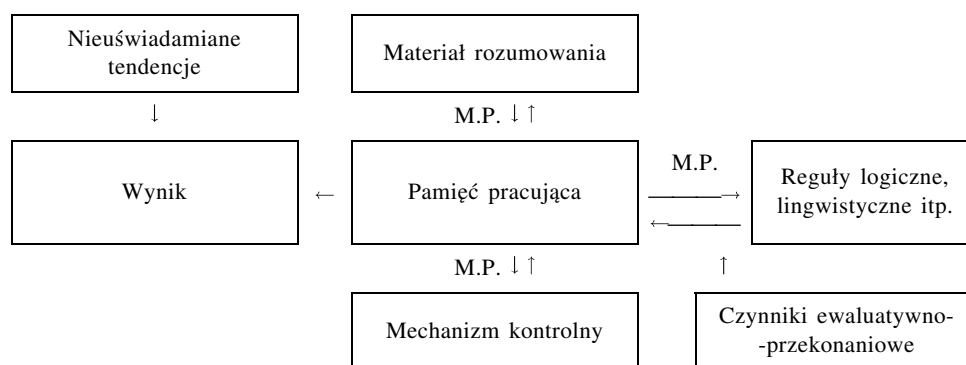 Nieuświadamiane
tendencje
Materiał rozumowania
M.P.
Wynik
Pamięć pracująca
M.P.
Reguły logiczne,
lingwistyczne itp.
M.P.
Mechanizm kontrolny
Czynniki ewaluatywno-
-przekonaniowe